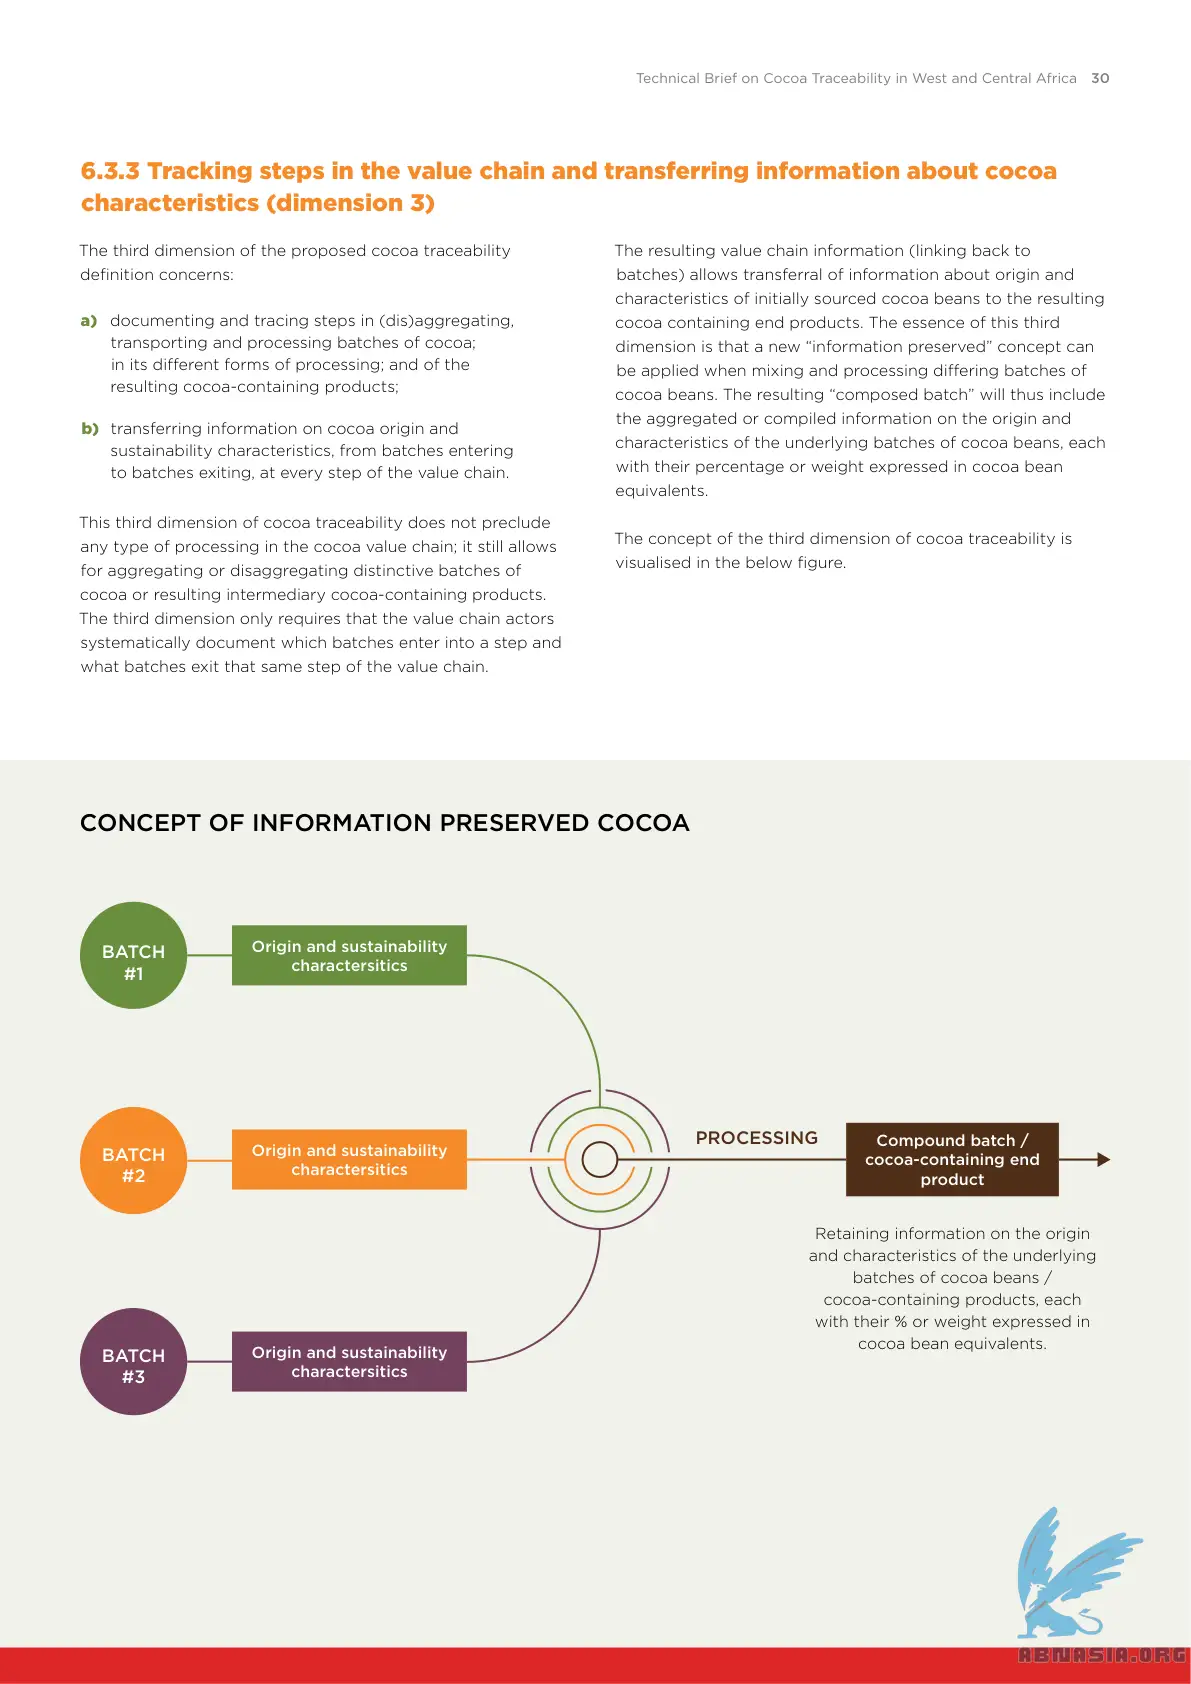 Technical Brief on Cocoa Traceability in West and Central Africa 30
6.3.3 Tracking steps in the value chain and transferring information about cocoa
characteristics (dimension 3)
The third dimension of the proposed cocoa traceability
definition concerns:
a) documenting and tracing steps in (dis)aggregating,
transporting and processing batches of cocoa;
in its different forms of processing; and of the
resulting cocoa-containing products;
b) transferring information on cocoa origin and
sustainability characteristics, from batches entering
to batches exiting, at every step of the value chain.
This third dimension of cocoa traceability does not preclude
any type of processing in the cocoa value chain; it still allows
for aggregating or disaggregating distinctive batches of
cocoa or resulting intermediary cocoa-containing products.
The third dimension only requires that the value chain actors
systematically document which batches enter into a step and
what batches exit that same step of the value chain.
The resulting value chain information (linking back to
batches) allows transferral of information about origin and
characteristics of initially sourced cocoa beans to the resulting
cocoa containing end products. The essence of this third
dimension is that a new “information preserved” concept can
be applied when mixing and processing differing batches of
cocoa beans. The resulting “composed batch” will thus include
the aggregated or compiled information on the origin and
characteristics of the underlying batches of cocoa beans, each
with their percentage or weight expressed in cocoa bean
equivalents.
The concept of the third dimension of cocoa traceability is
visualised in the below figure.
CONCEPT OF INFORMATION PRESERVED COCOA
BATCH
#1
Origin and sustainability
charactersitics
BATCH
#2
Origin and sustainability
charactersitics
PROCESSING
Compound batch /
cocoa-containing end
product
Retaining information on the origin
and characteristics of the underlying
batches of cocoa beans /
cocoa-containing products, each
with their % or weight expressed in
cocoa bean equivalents.
BATCH
#3
Origin and sustainability
charactersitics
ABNASIA.ORG